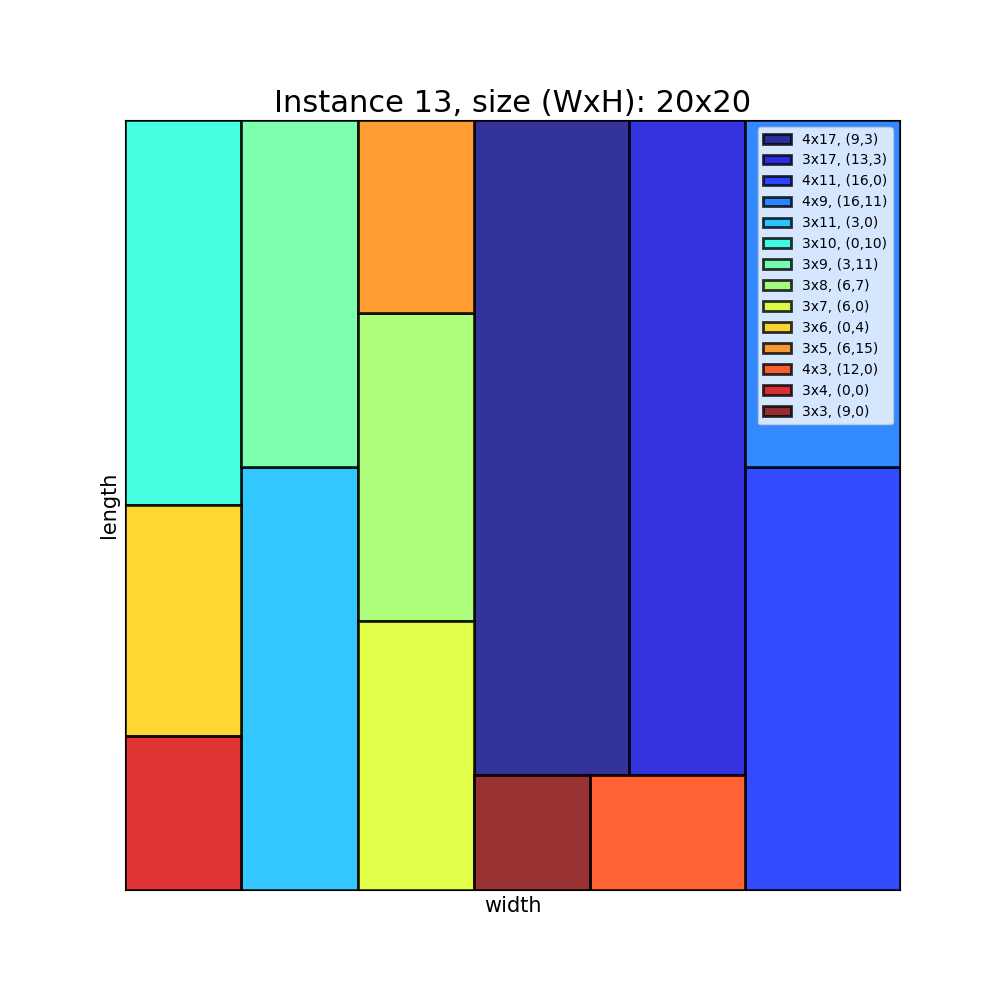 Instance 13, size (WxH): 20x20
4x17, (9,3)
3x17, (13,3)
4x11, (16,0)
4x9, (16,11)
3x11, (3,0)
3x10, (0,10)
3x9, (3,11)
3x8, (6,7)
3x7, (6,0)
3x6, (0,4)
3x5, (6,15)
4x3, (12,0)
3x4, (0,0)
3x3, (9,0)
length
width